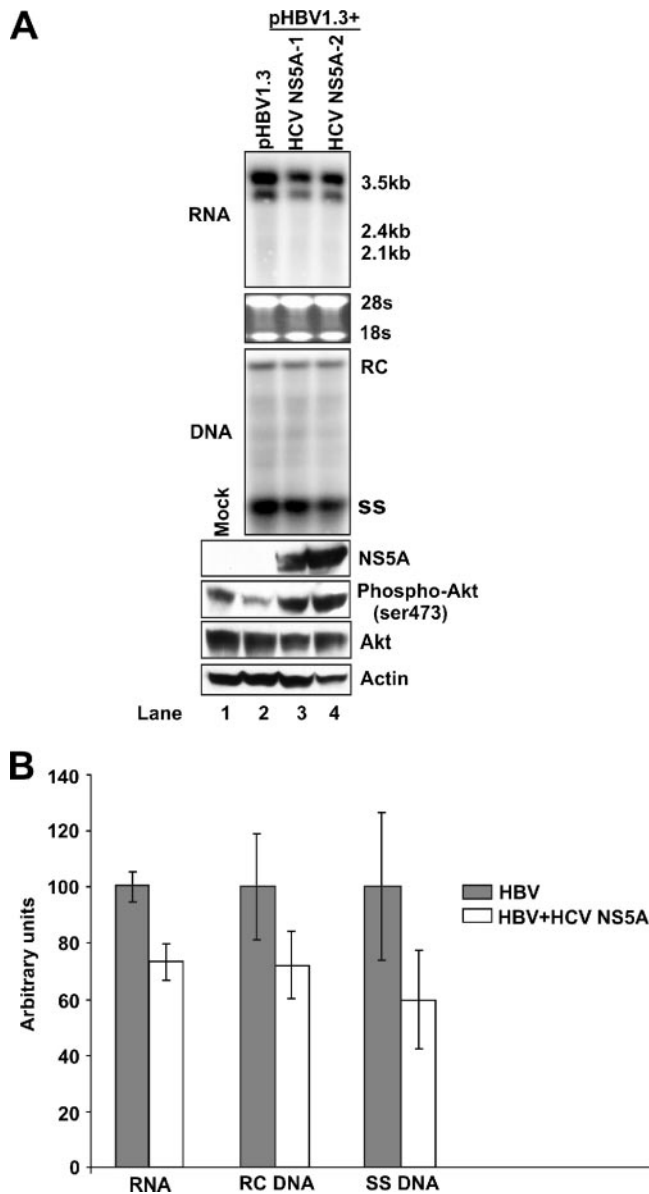 A
pHBV1.3+
pHBV1.3
HCV NS5A-1
HCV NS5A-2
RNA
3.5kb
2.4kb
2.1kb
28s
18s
DNA
RC
SS
Mock
NS5A
Phospho-Akt
(ser473)
Akt
Actin
Lane 1 2 3 4
B
Arbitrary units
140
120
100
80
60
40
20
0
HBV
HBV+HCV NS5A
RNA RC DNA SS DNA